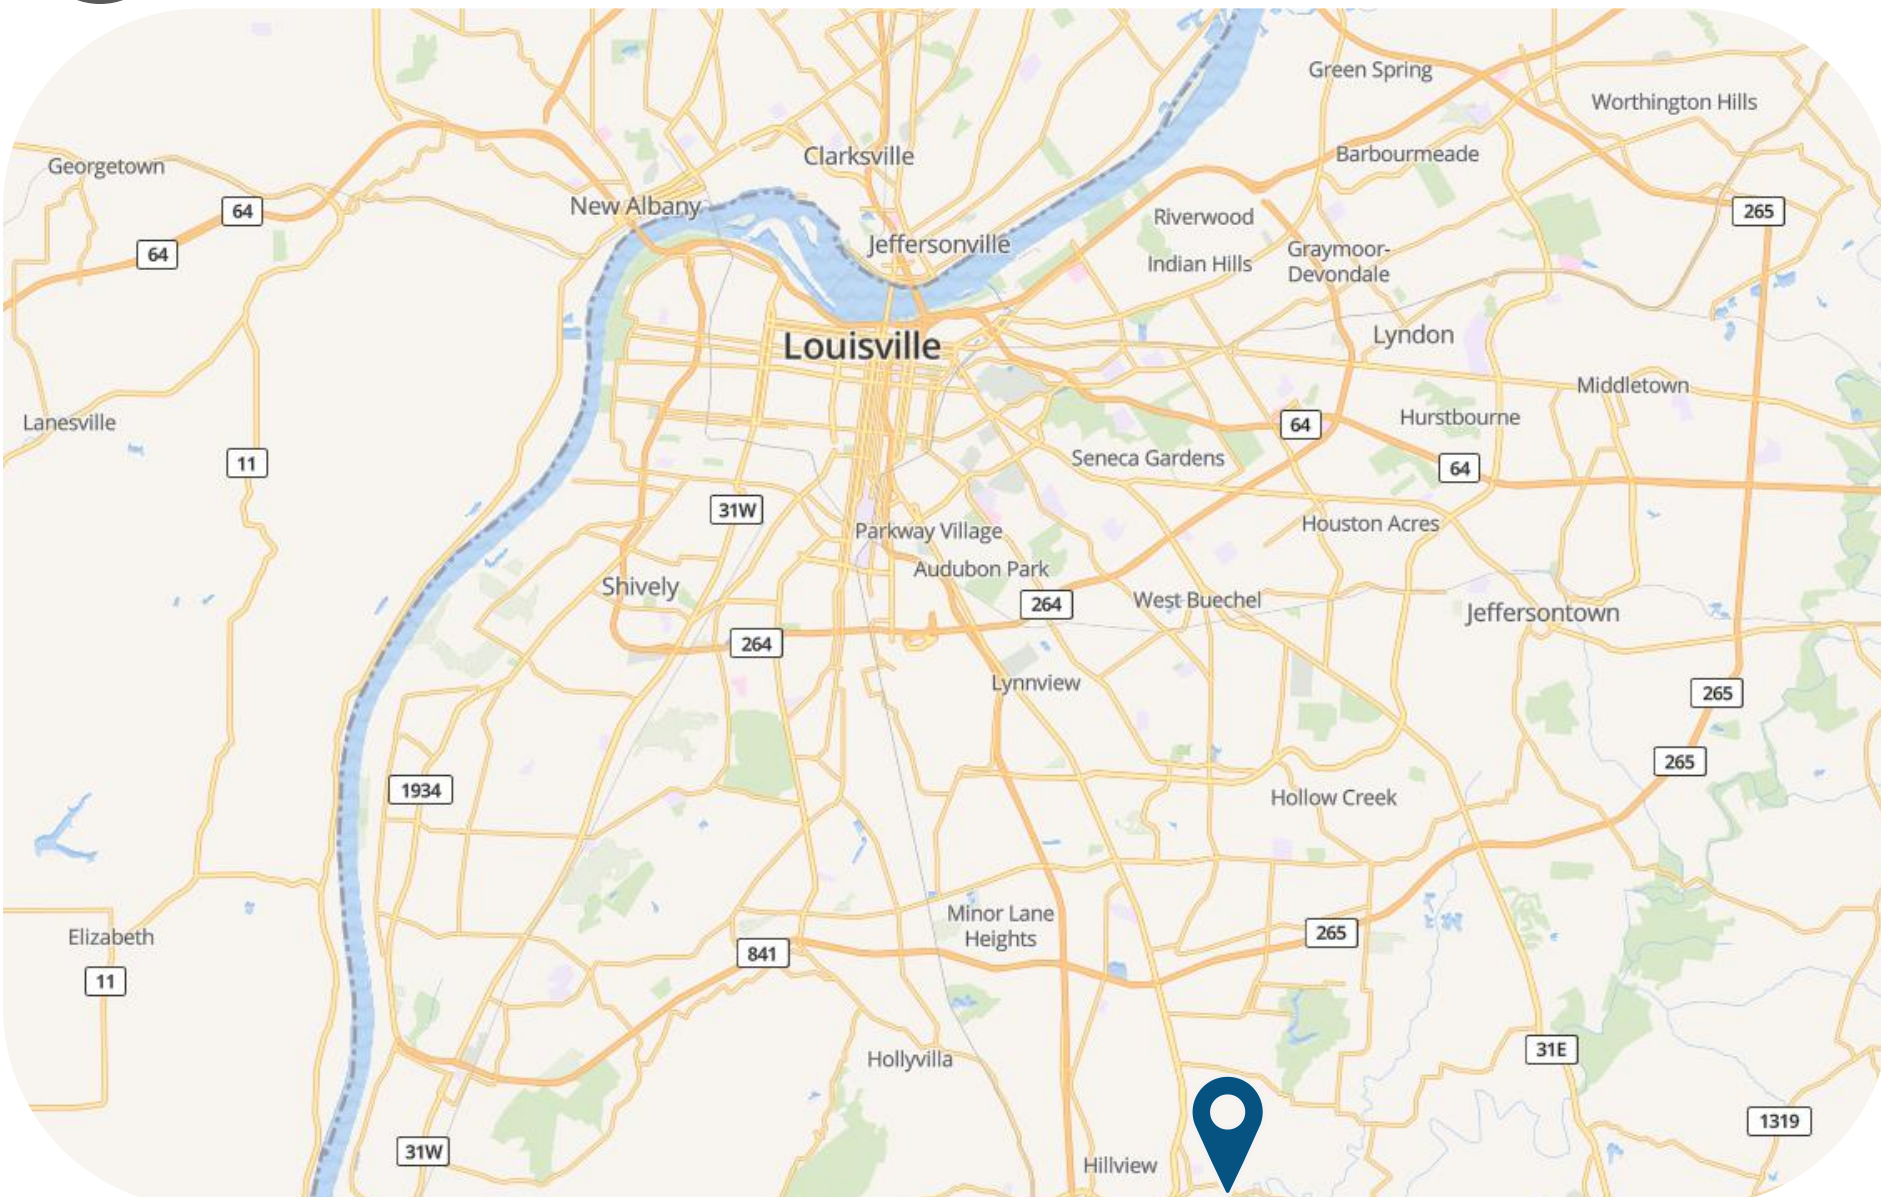 Green Spring
Worthington Hills
Clarksville
Barbourmeade
Georgetown
New Albany
64
Riverwood
265
Jeffersonville
64
Indian Hills
Graymoor-
Devondale
Louisville
Lyndon
Middletown
Lanesville
64
Hurstbourne
11
Seneca Gardens
64
31W
Parkway Village
Houston Acres
Audubon Park
Shively
264
West Buechel
Jeffersontown
264
Lynnview
265
265
1934
Hollow Creek
Minor Lane
Heights
Elizabeth
265
841
11
Hollyvilla
31E
1319
31W
Hillview